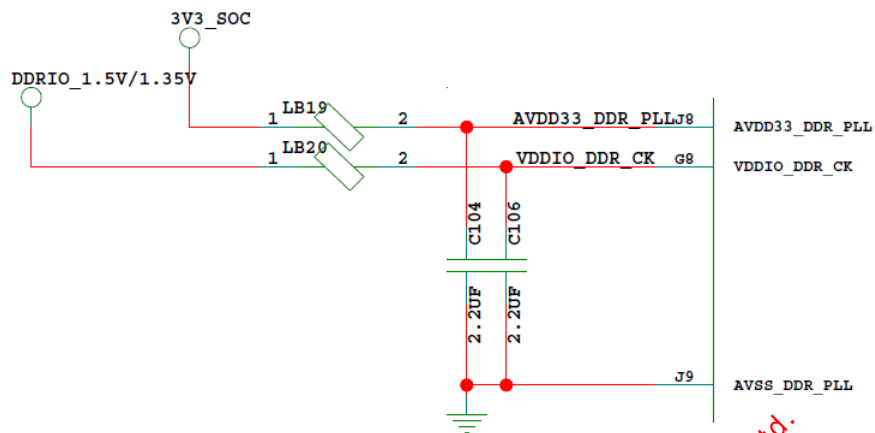 3V3_SOC
DDRIO_1.5V/1.35V
1 LB19 2 AVDD33_DDR_PLL J8 AVDD33_DDR_PLL
1 LB20 2 VDDIO_DDR_CK G8 VDDIO_DDR_CK
C104 C106
2.2UF 2.2UF
J9 AVSS_DDR_PLL
td.